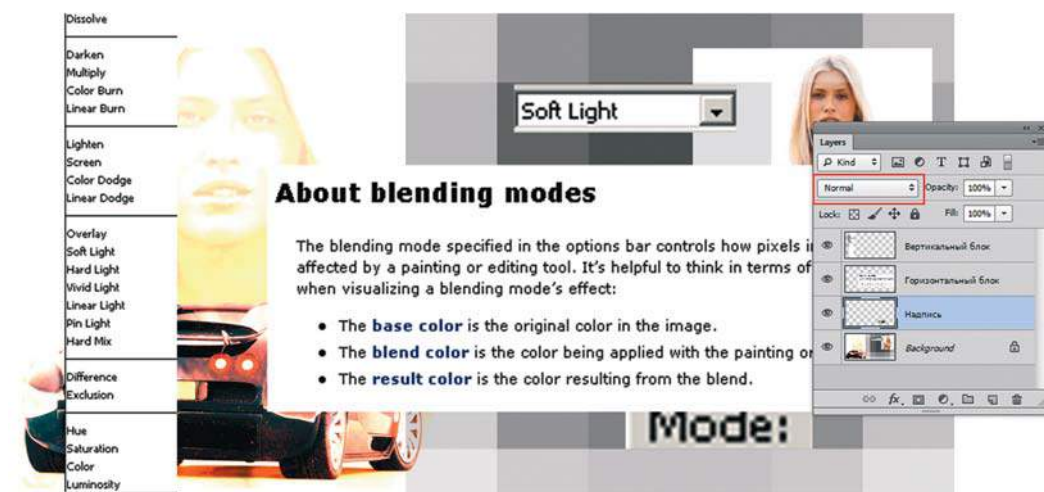 Dissolve
Darken
Multiply
Color Burn
Linear Burn
Lighten
Screen
Color Dodge
Linear Dodge
Overlay
Soft Light
Hard Light
Vivid Light
Linear Light
Pin Light
Hard Mix
Difference
Exclusion
Hue
Saturation
Color
Luminosity
Soft Light
About blending modes
The blending mode specified in the options bar controls how pixels
affected by a painting or editing tool. It's helpful to think in terms of
when visualizing a blending mode's effect:
• The base color is the original color in the image.
• The blend color is the color being applied with the painting
• The result color is the color resulting from the blend.
Mode:
Layers
Kind
Normal
Opacity: 100%
Lock:
Fill: 100%
Вертикальный блок
Горизонтальный блок
Надпись
Background